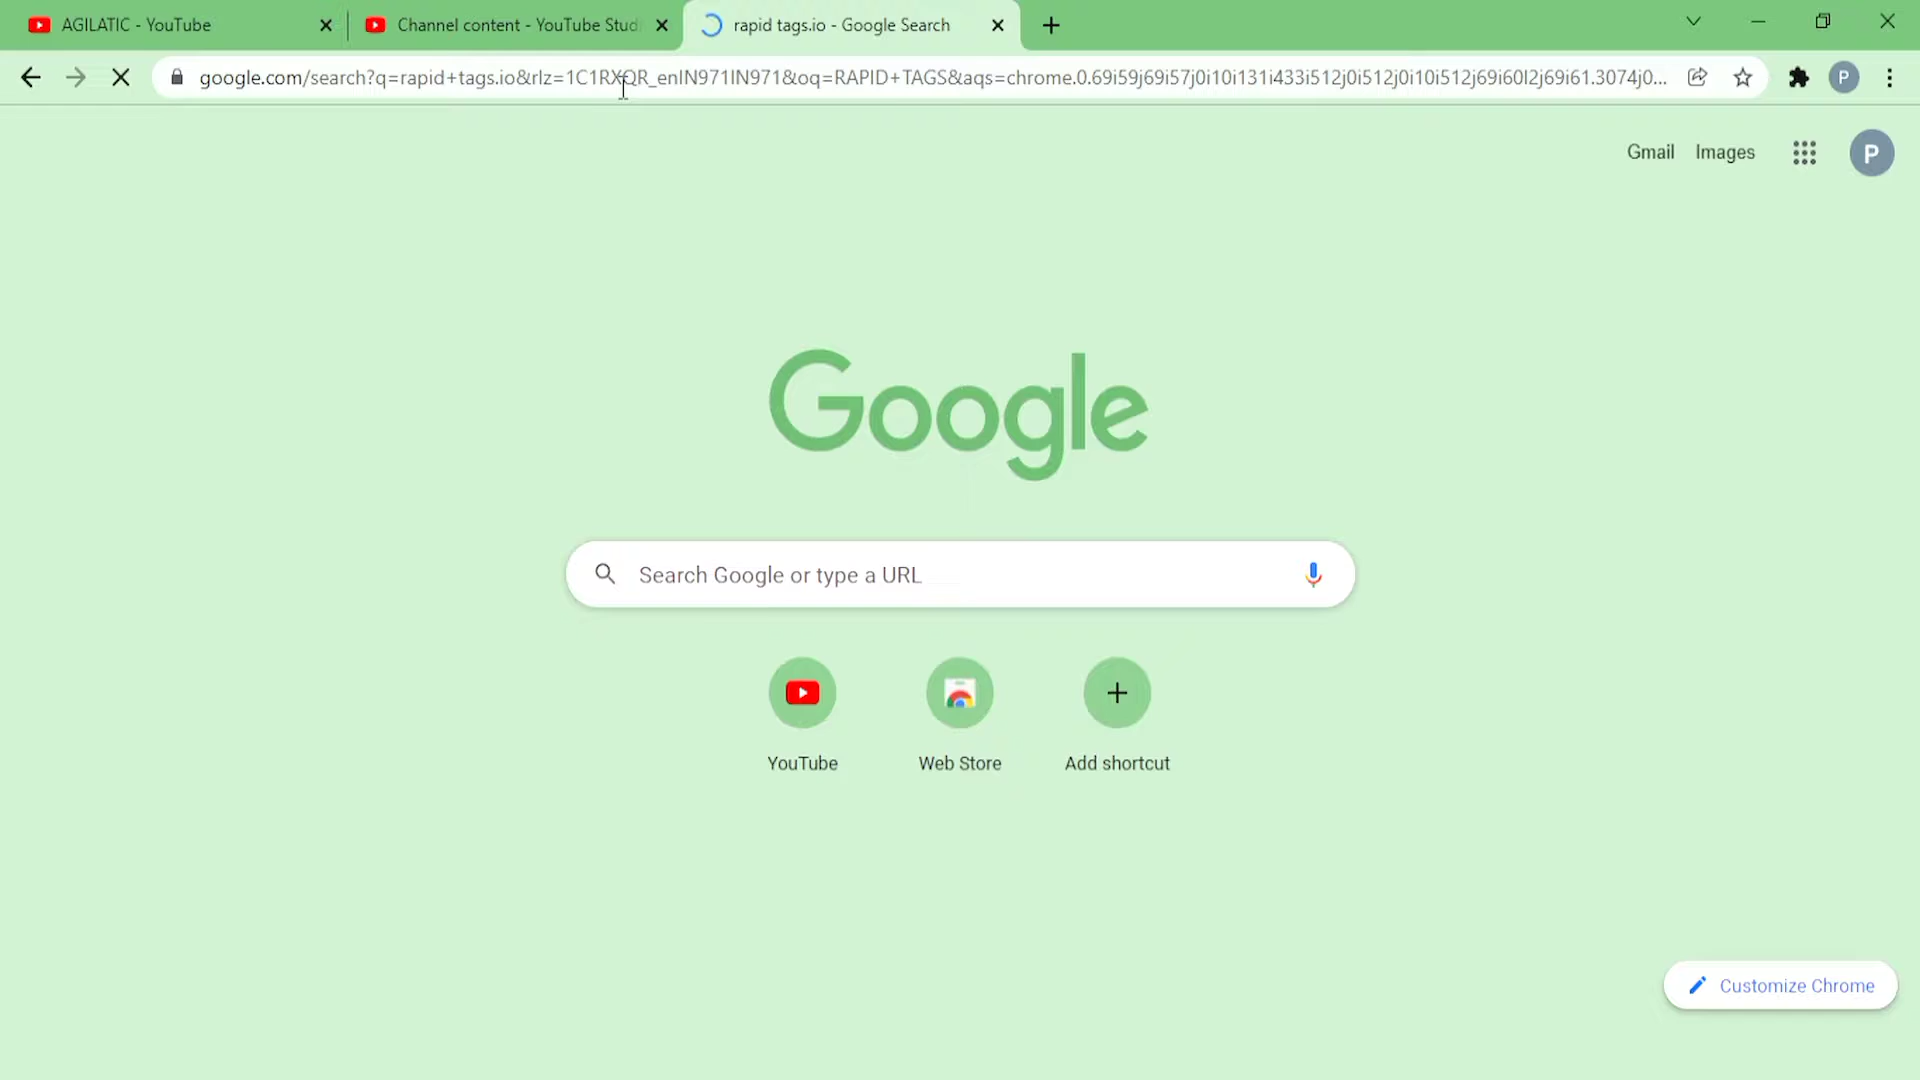 AGILATIC - YouTube
Channel content - YouTube Stud
rapid tags.io - Google Search
google.com/search?q=rapid+tags.io&rlz=1C1RXQR_enIN971IN971&oq=RAPID+TAGS&aqs=chrome.0.69i59j69i57j0i10i131i433i512j0i512j0i10i512j69i60l2j69i61.3074j0...
P
Gmail
Images
P
Google
Search Google or type a URL
YouTube
Web Store
Add shortcut
Customize Chrome